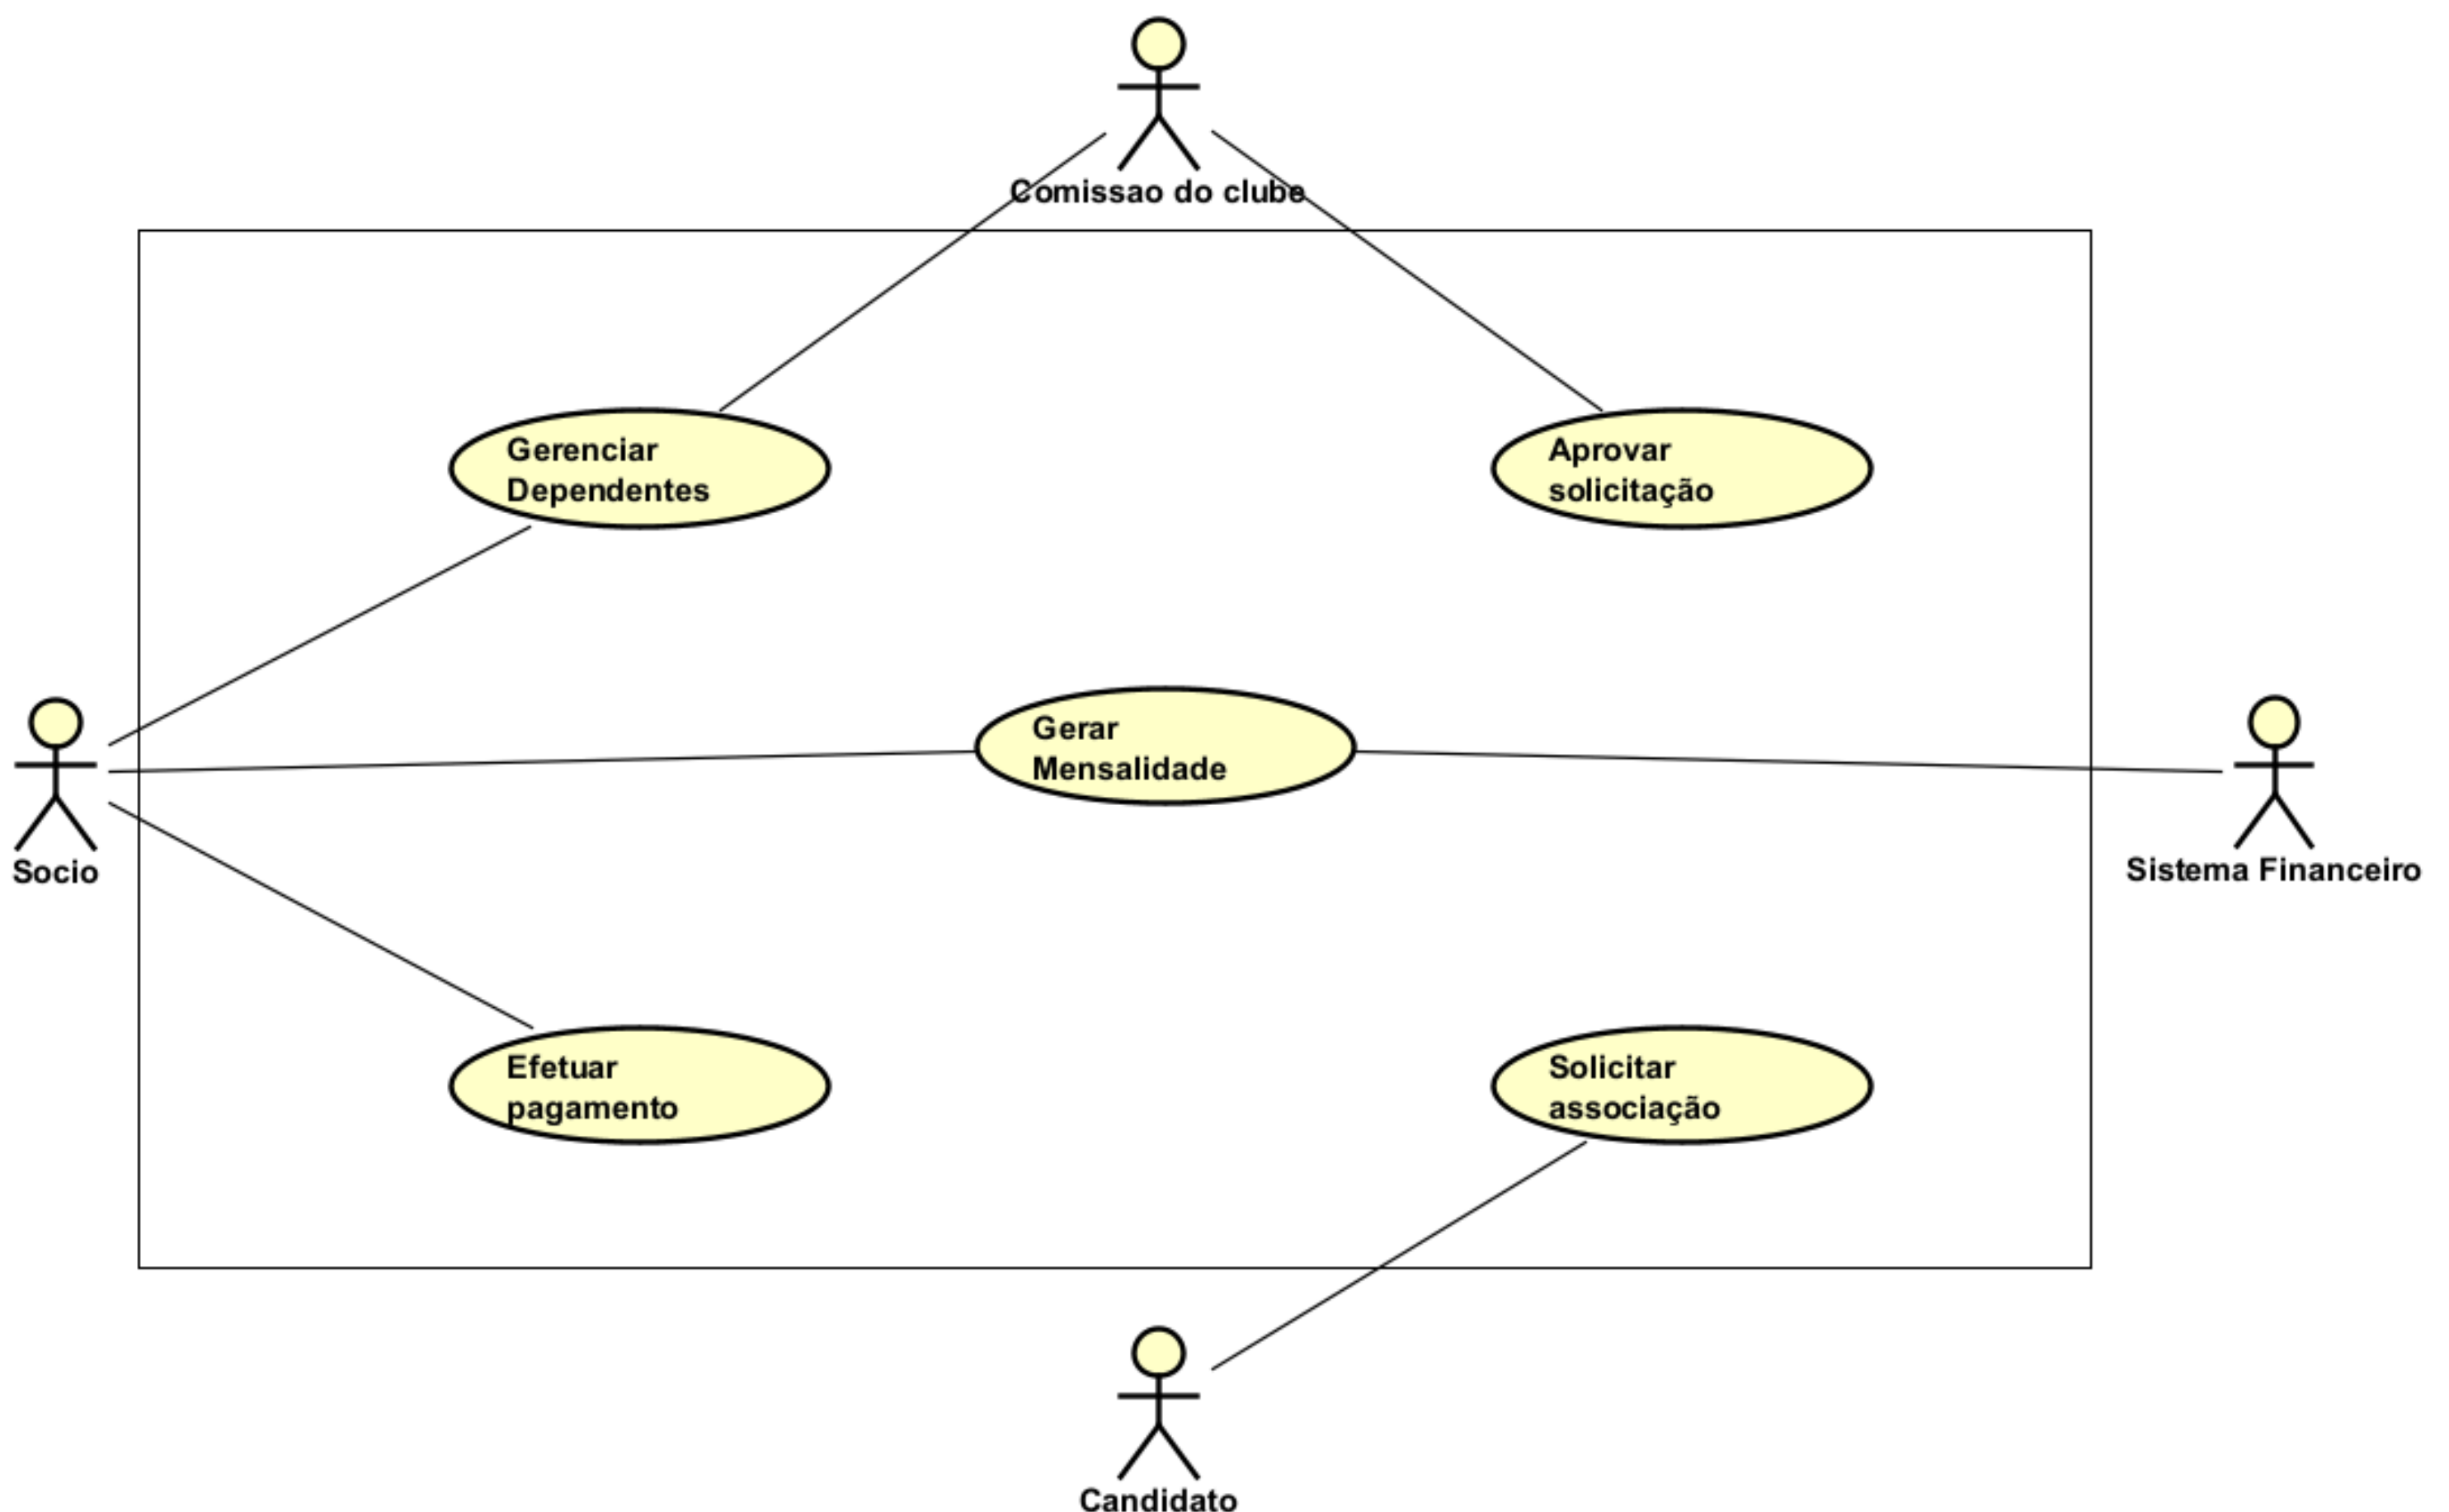 Comissao do clube
Gerenciar
Dependentes
Aprovar
solicitação
Gerar
Mensalidade
Socio
Sistema Financeiro
Efetuar
pagamento
Solicitar
associação
Candidato